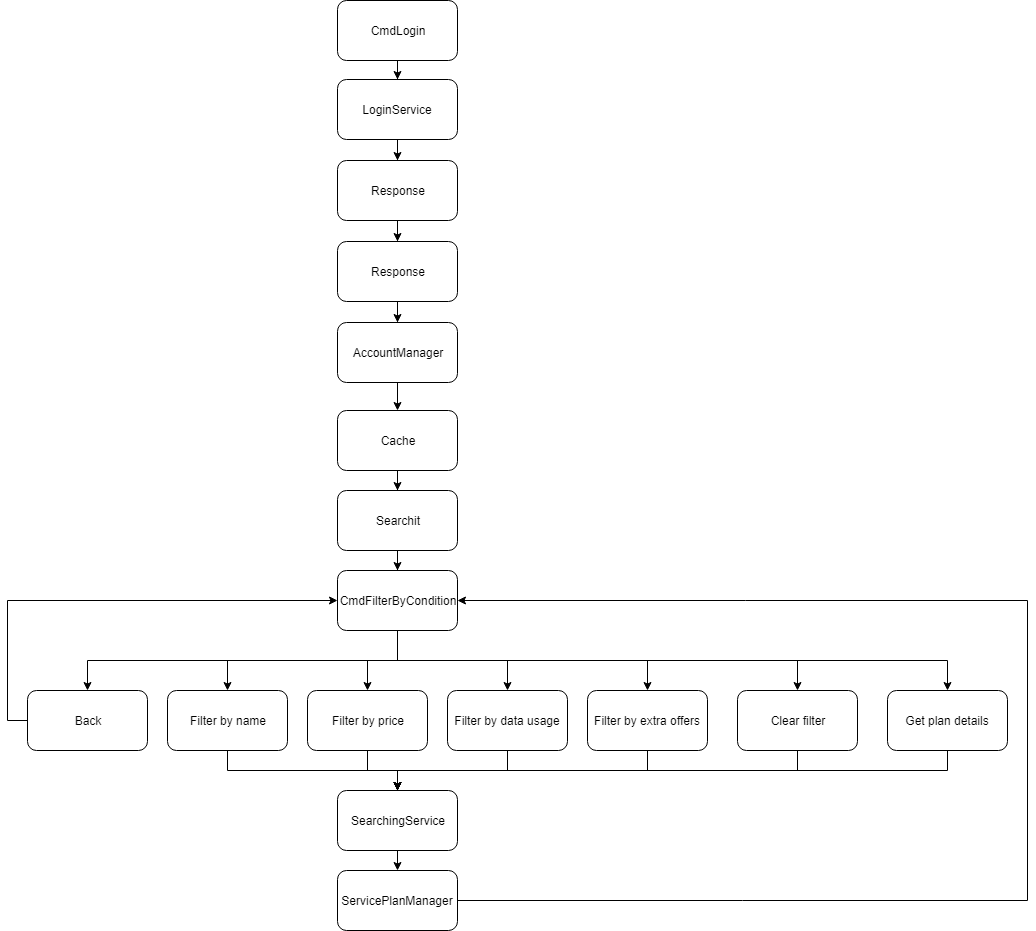 CmdLogin
LoginService
Response
Response
AccountManager
Cache
Searchit
CmdFilterByCondition
Back
Filter by name
Filter by price
Filter by data usage
Filter by extra offers
Clear filter
Get plan details
SearchingService
ServicePlanManager